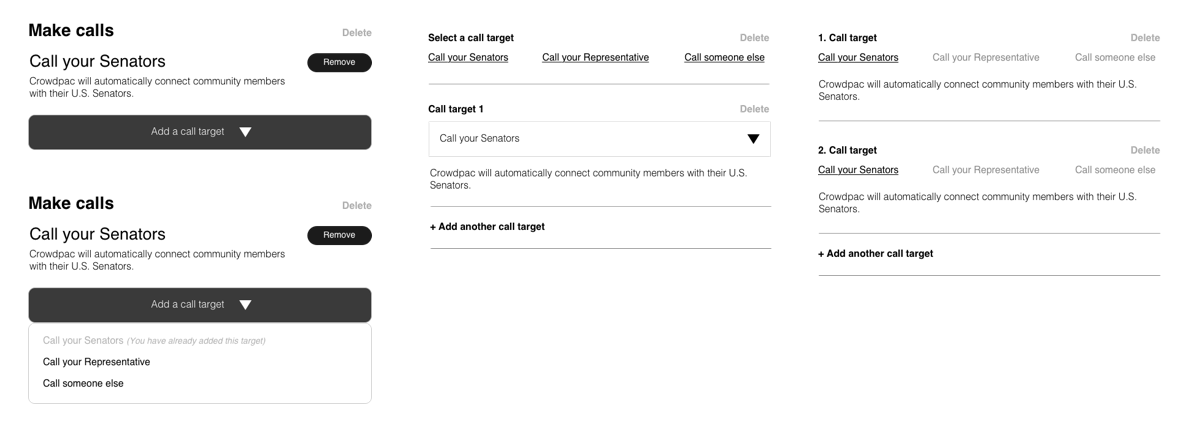 Make calls
Delete
Call your Senators
Remove
Crowdpac will automatically connect community members
with their U.S. Senators.
Add a call target
Make calls
Delete
Call your Senators
Remove
Crowdpac will automatically connect community members
with their U.S. Senators.
Add a call target
Call your Senators (You have already added this target)
Call your Representative
Call someone else
Select a call target
Delete
Call your Senators
Call your Representative
Call someone else
Call target 1
Delete
Call your Senators
Crowdpac will automatically connect community members with their U.S.
Senators.
+ Add another call target
1. Call target
Delete
Call your Senators
Call your Representative
Call someone else
Crowdpac will automatically connect community members with their U.S.
Senators.
2. Call target
Delete
Call your Senators
Call your Representative
Call someone else
Crowdpac will automatically connect community members with their U.S.
Senators.
+ Add another call target